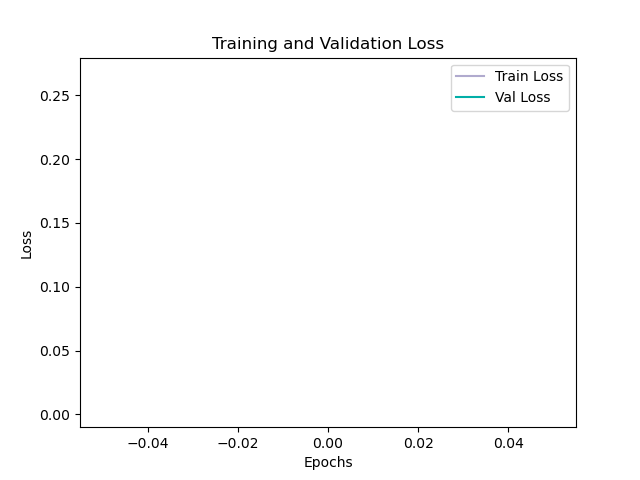 Training and Validation Loss
Train Loss
Val Loss
0.25
0.20
0.15
0.10
0.05
0.00
Loss
−0.04 −0.02 0.00 0.02 0.04
Epochs